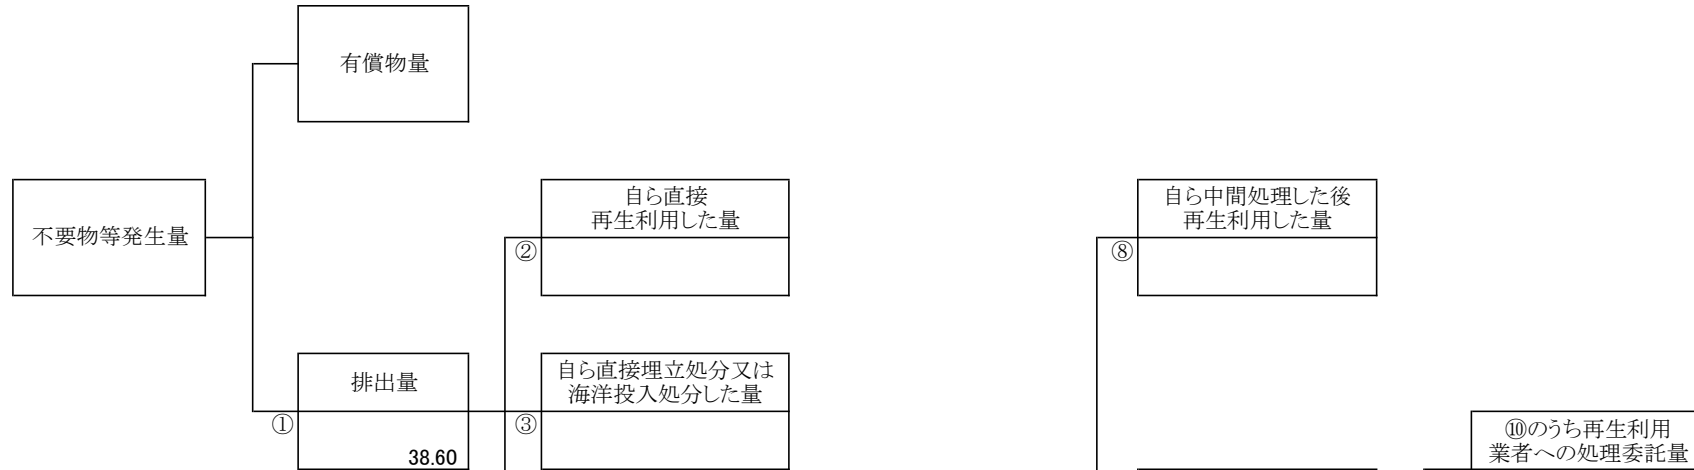 有償物量
不要物等発生量
自ら直接
再生利用した量
②
自ら中間処理した後
再生利用した量
⑧
排出量
①
38.60
自ら直接埋立処分又は
海洋投入処分した量
③
⑩のうち再生利用
業者への処理委託量